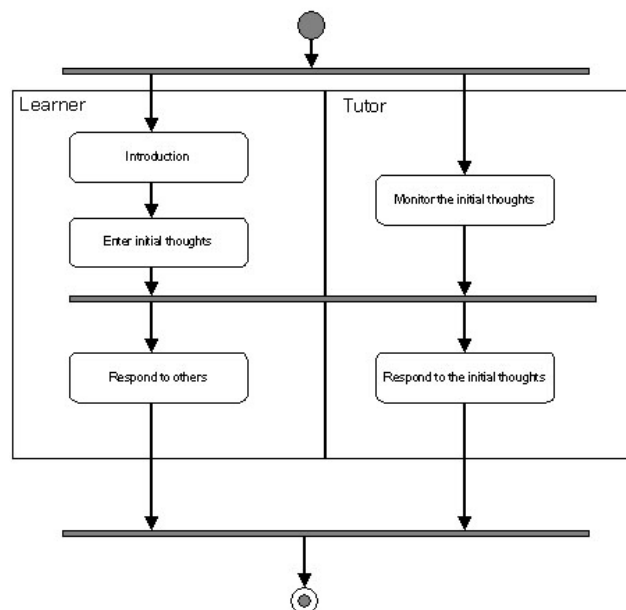 Learner
Tutor
Introduction
Monitor the initial thoughts
Enter initial thoughts
Respond to others
Respond to the initial thoughts